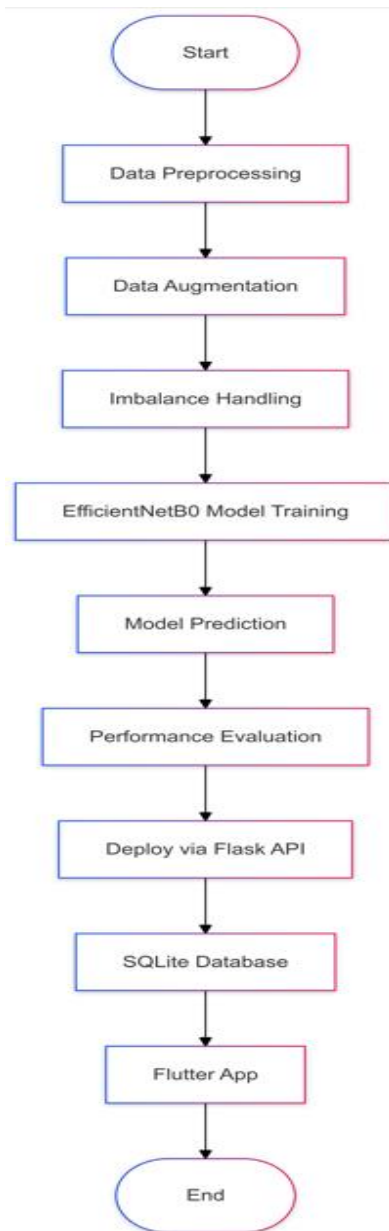 Start
Data Preprocessing
Data Augmentation
Imbalance Handling
EfficientNetB0 Model Training
Model Prediction
Performance Evaluation
Deploy via Flask API
SQLite Database
Flutter App
End